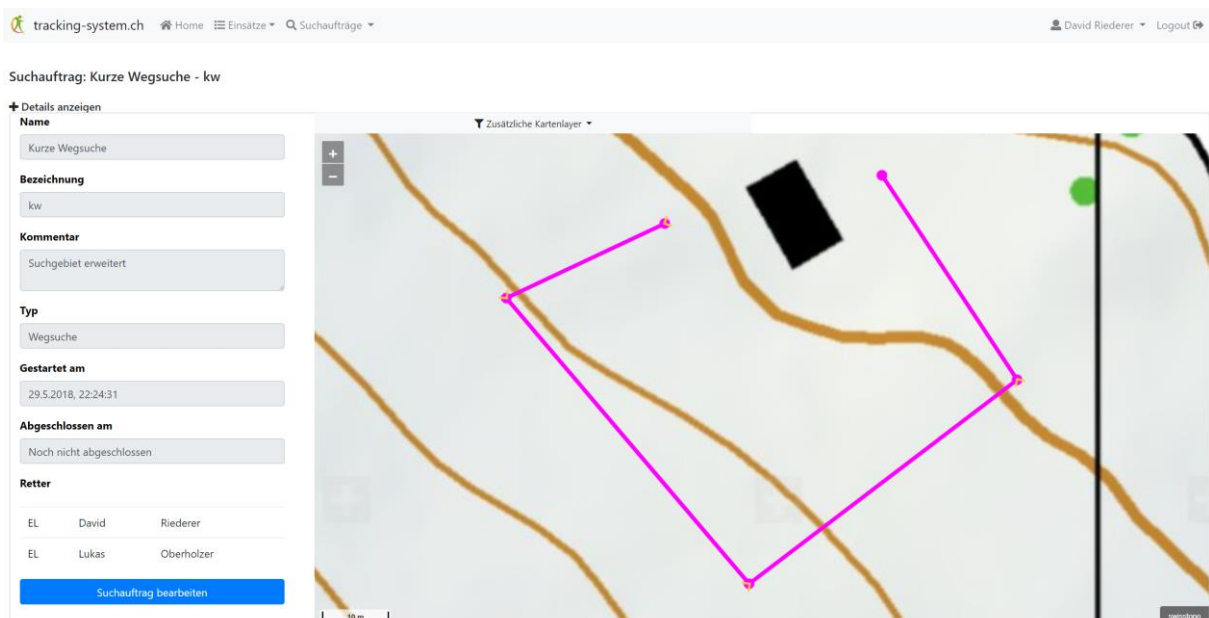 tracking-system.ch Home Einsätze Suchaufträge David Riederer Logout
Suchauftrag: Kurze Wegsuche - kw
Details anzeigen
Name
Kurze Wegsuche
Bezeichnung
kw
Kommentar
Suchgebiet erweitert
Typ
Wegsuche
Gestartet am
29.5.2018, 22:24:31
Abgeschlossen am
Noch nicht abgeschlossen
Retter
EL David Riederer
EL Lukas Oberholzer
Suchauftrag bearbeiten
Zusätzliche Kartenlayer
+
−
10 m
swisstopo